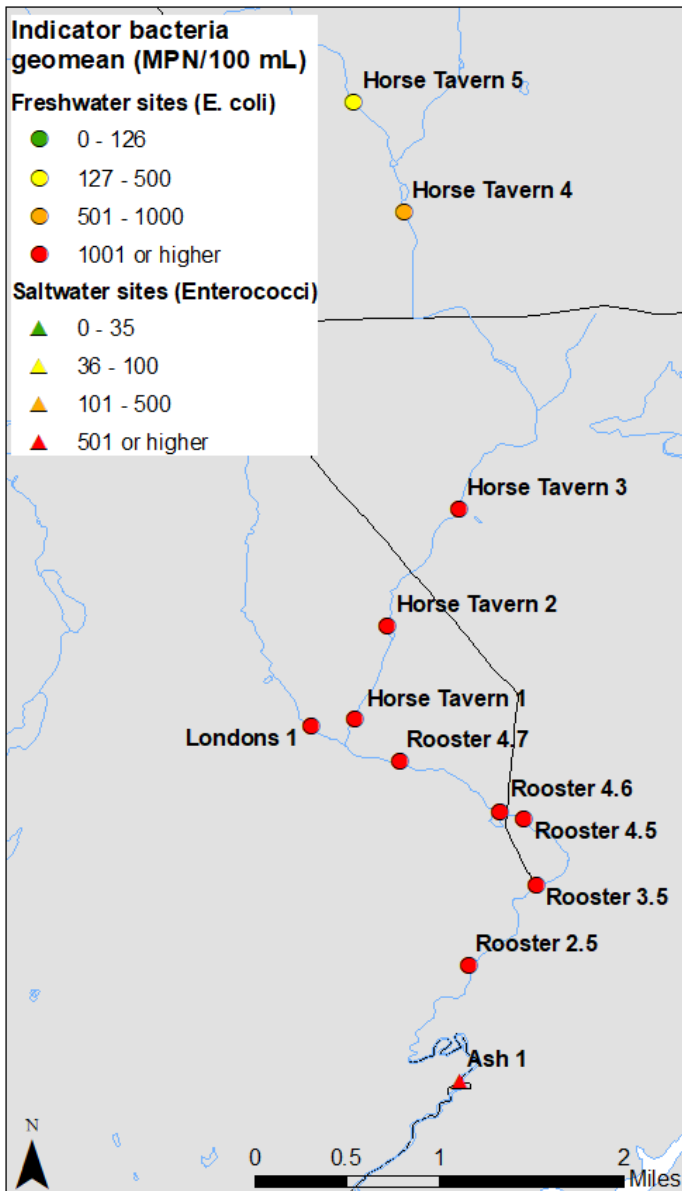 Indicator bacteria
geomean (MPN/100 mL)
Freshwater sites (E. coli)
0 - 126
127 - 500
501 - 1000
1001 or higher
Saltwater sites (Enterococci)
0 - 35
36 - 100
101 - 500
501 or higher
Horse Tavern 5
Horse Tavern 4
Horse Tavern 3
Horse Tavern 2
Horse Tavern 1
Londons 1
Rooster 4.7
Rooster 4.6
Rooster 4.5
Rooster 3.5
Rooster 2.5
Ash 1
N
0 0.5 1 2
Miles